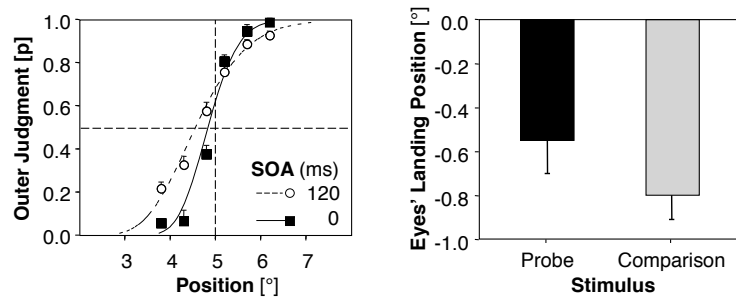 Outer Judgment [p]
1.0
0.8
0.6
0.4
0.2
0.0
SOA (ms)
120
0
3 4 5 6 7
Position [°]
Eyes' Landing Position [°]
0.0
-0.2
-0.4
-0.6
-0.8
-1.0
Probe Comparison
Stimulus